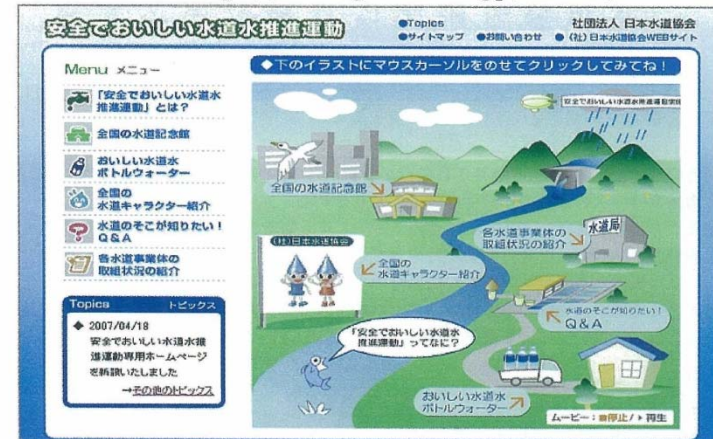 安全でおいしい水道水推進運動
●Topics
社団法人 日本水道協会
●サイトマップ ●お問い合わせ ●(社)日本水道協会WEBサイト
Menu メニュー
「安全でおいしい水道水
推進運動」とは?
全国の水道記念館
おいしい水道水
ボトルウォーター
全国の
水道キャラクター紹介
水道のそこが知りたい!
Q&A
各水道事業体の
取組状況の紹介
Topics トピックス
◆ 2007/04/18
安全でおいしい水道水推
進運動専用ホームページ
を新設いたしました
→その他のトピックス
◆下のイラストにマウスカーソルをのせてクリックしてみてね!
全国の水道記念館
各水道事業体の
取組状況の紹介
水道局
(社)日本水道協会
全国の
水道キャラクター紹介
水道のそこが知りたい!
Q&A
「安全でおいしい水道水
推進運動」ってなに?
おいしい水道水
ボトルウォーター
ムービー:■停止/▶再生